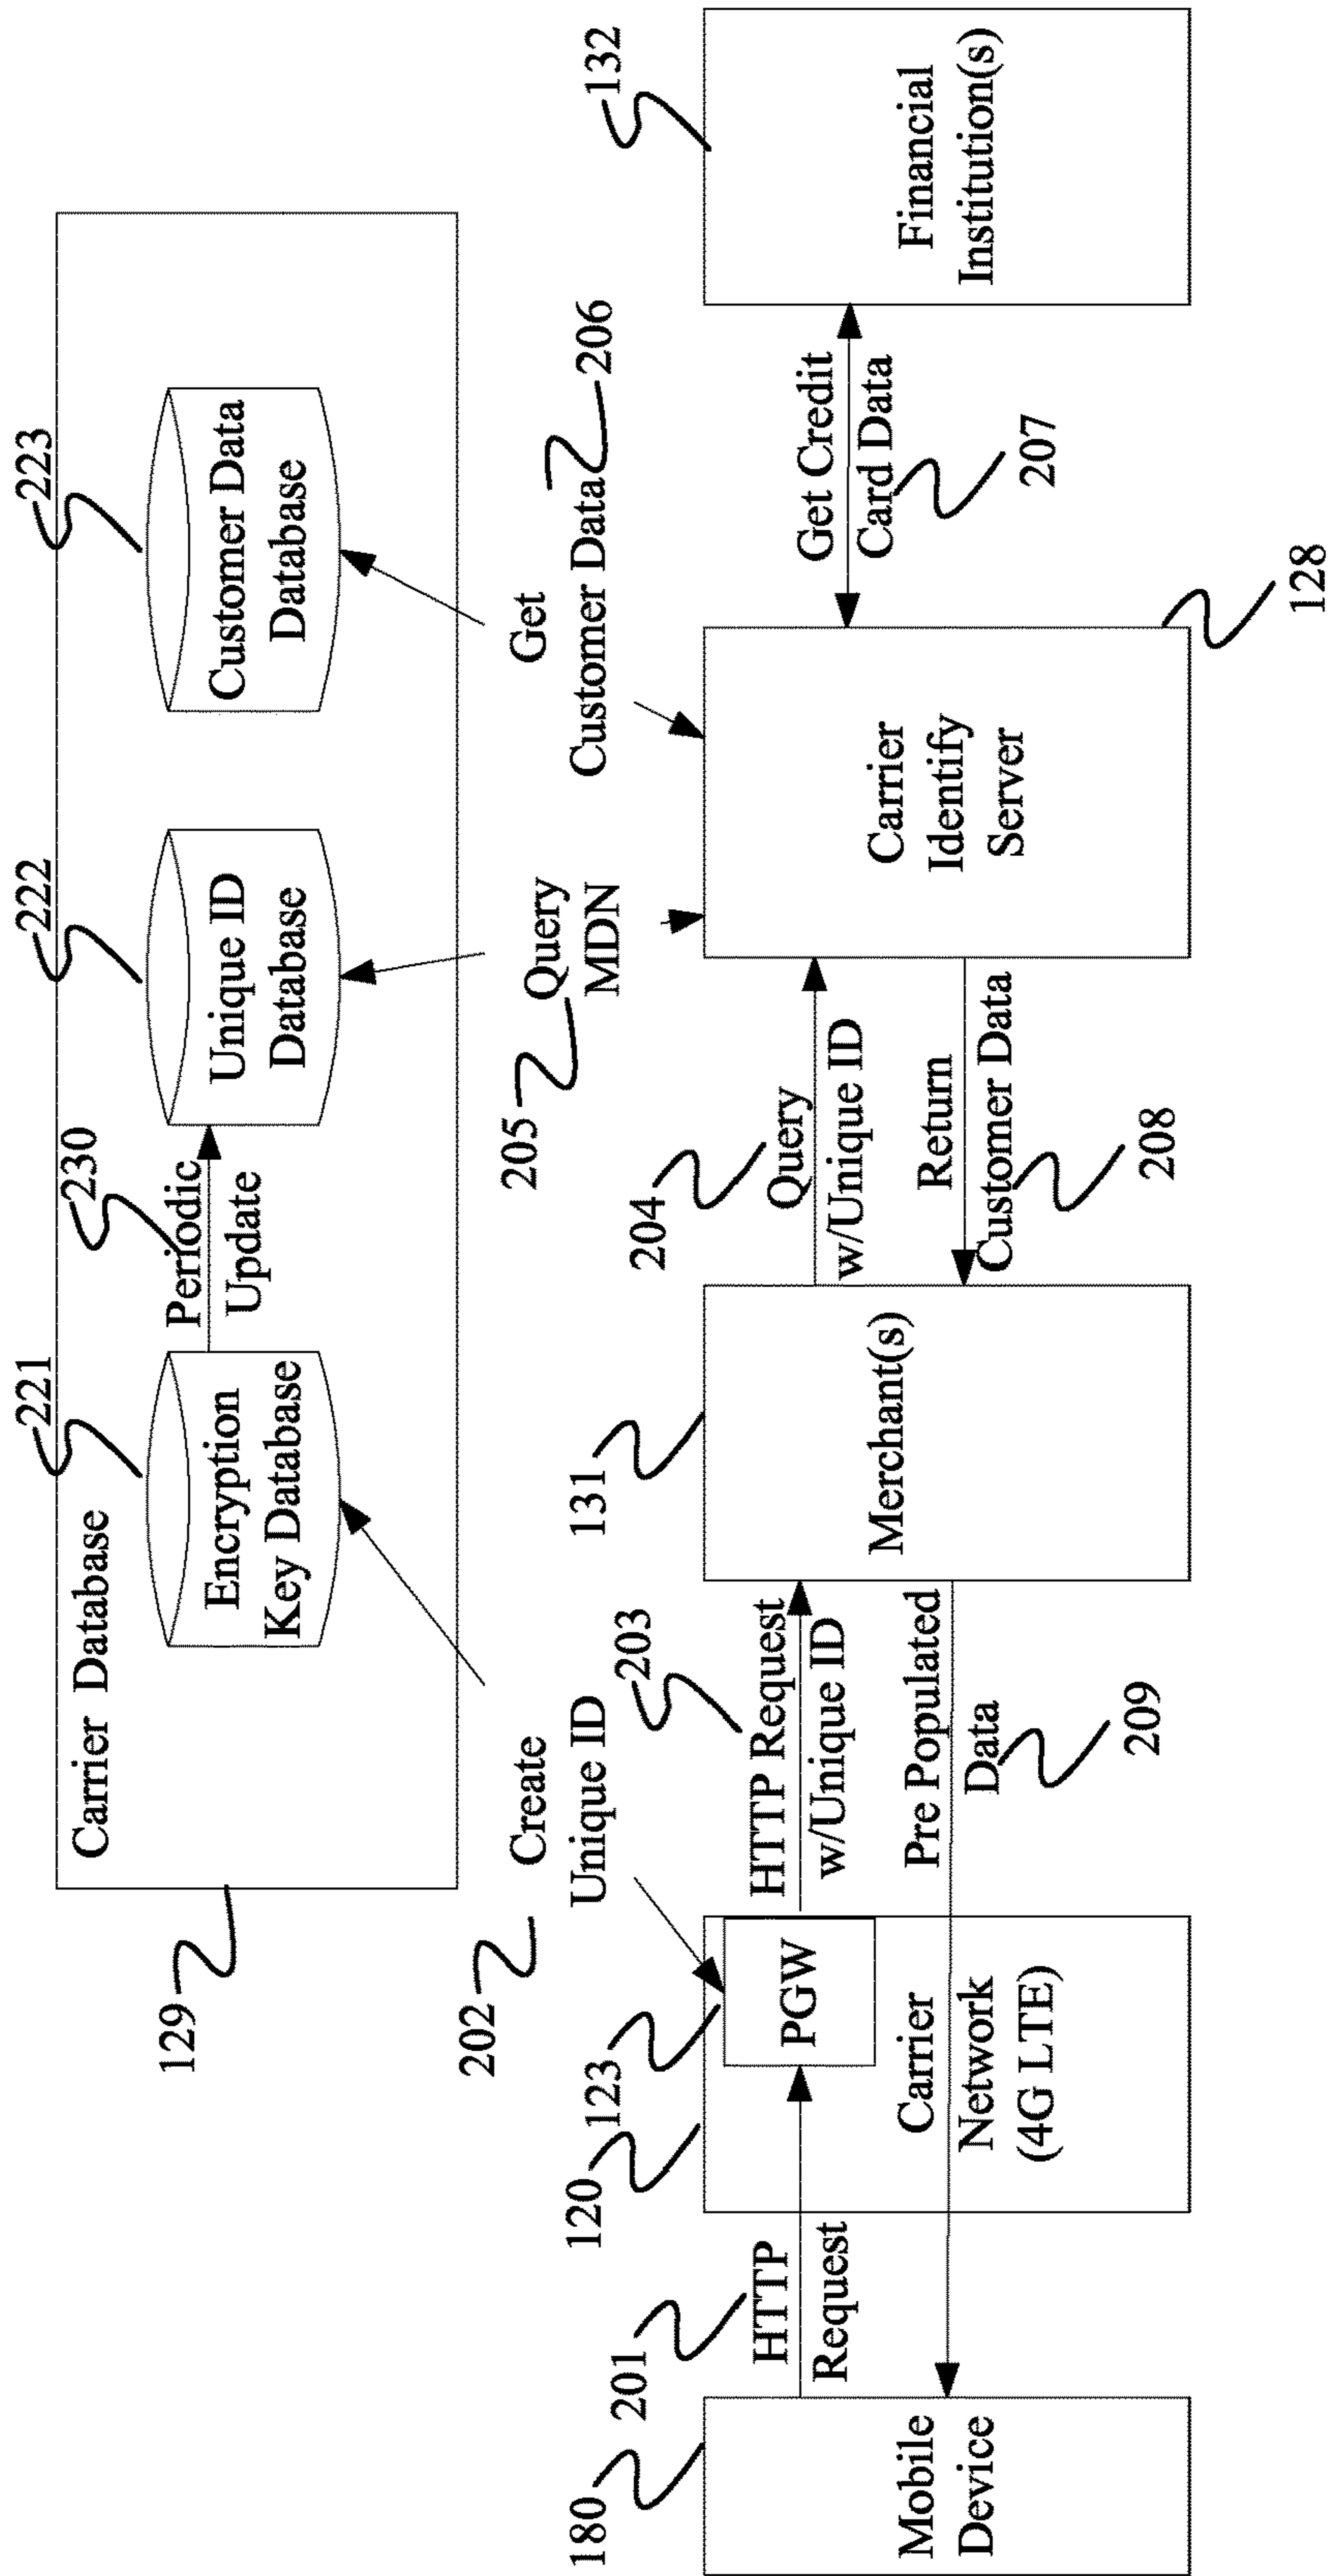 Carrier Database
129
221
Encryption
Key Database
230
Periodic
Update
222
Unique ID
Database
223
Customer Data
Database
202
Create
Unique ID
205
Query
MDN
Get
Customer Data
206
180
Mobile
Device
201
HTTP
Request
120
123
PGW
Carrier
Network
(4G LTE)
203
HTTP Request
w/Unique ID
Pre Populated
Data
209
131
Merchant(s)
204
Query
w/Unique ID
Return
Customer Data
208
Carrier
Identify
Server
128
Get Credit
Card Data
207
132
Financial
Institution(s)